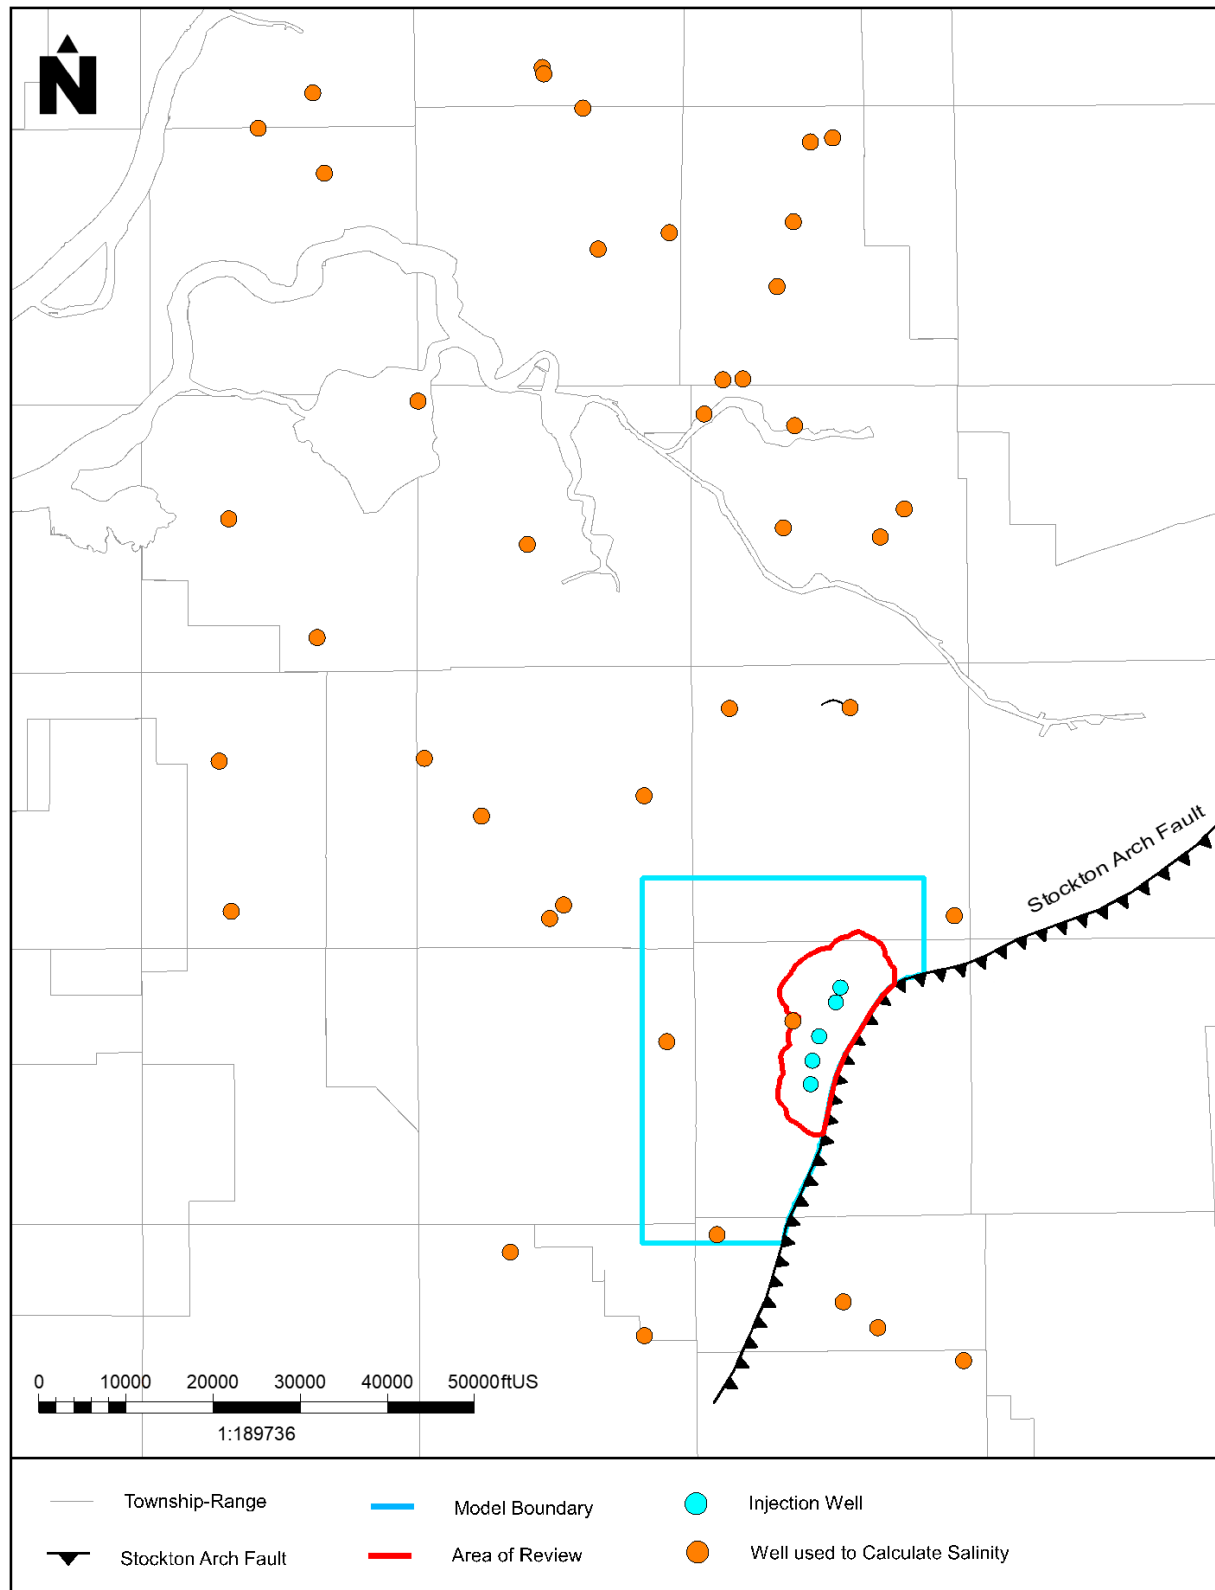 N
Stockton Arch Fault
0 10000 20000 30000 40000 50000ftUS
1:189736
Township-Range
Model Boundary
Injection Well
Stockton Arch Fault
Area of Review
Well used to Calculate Salinity